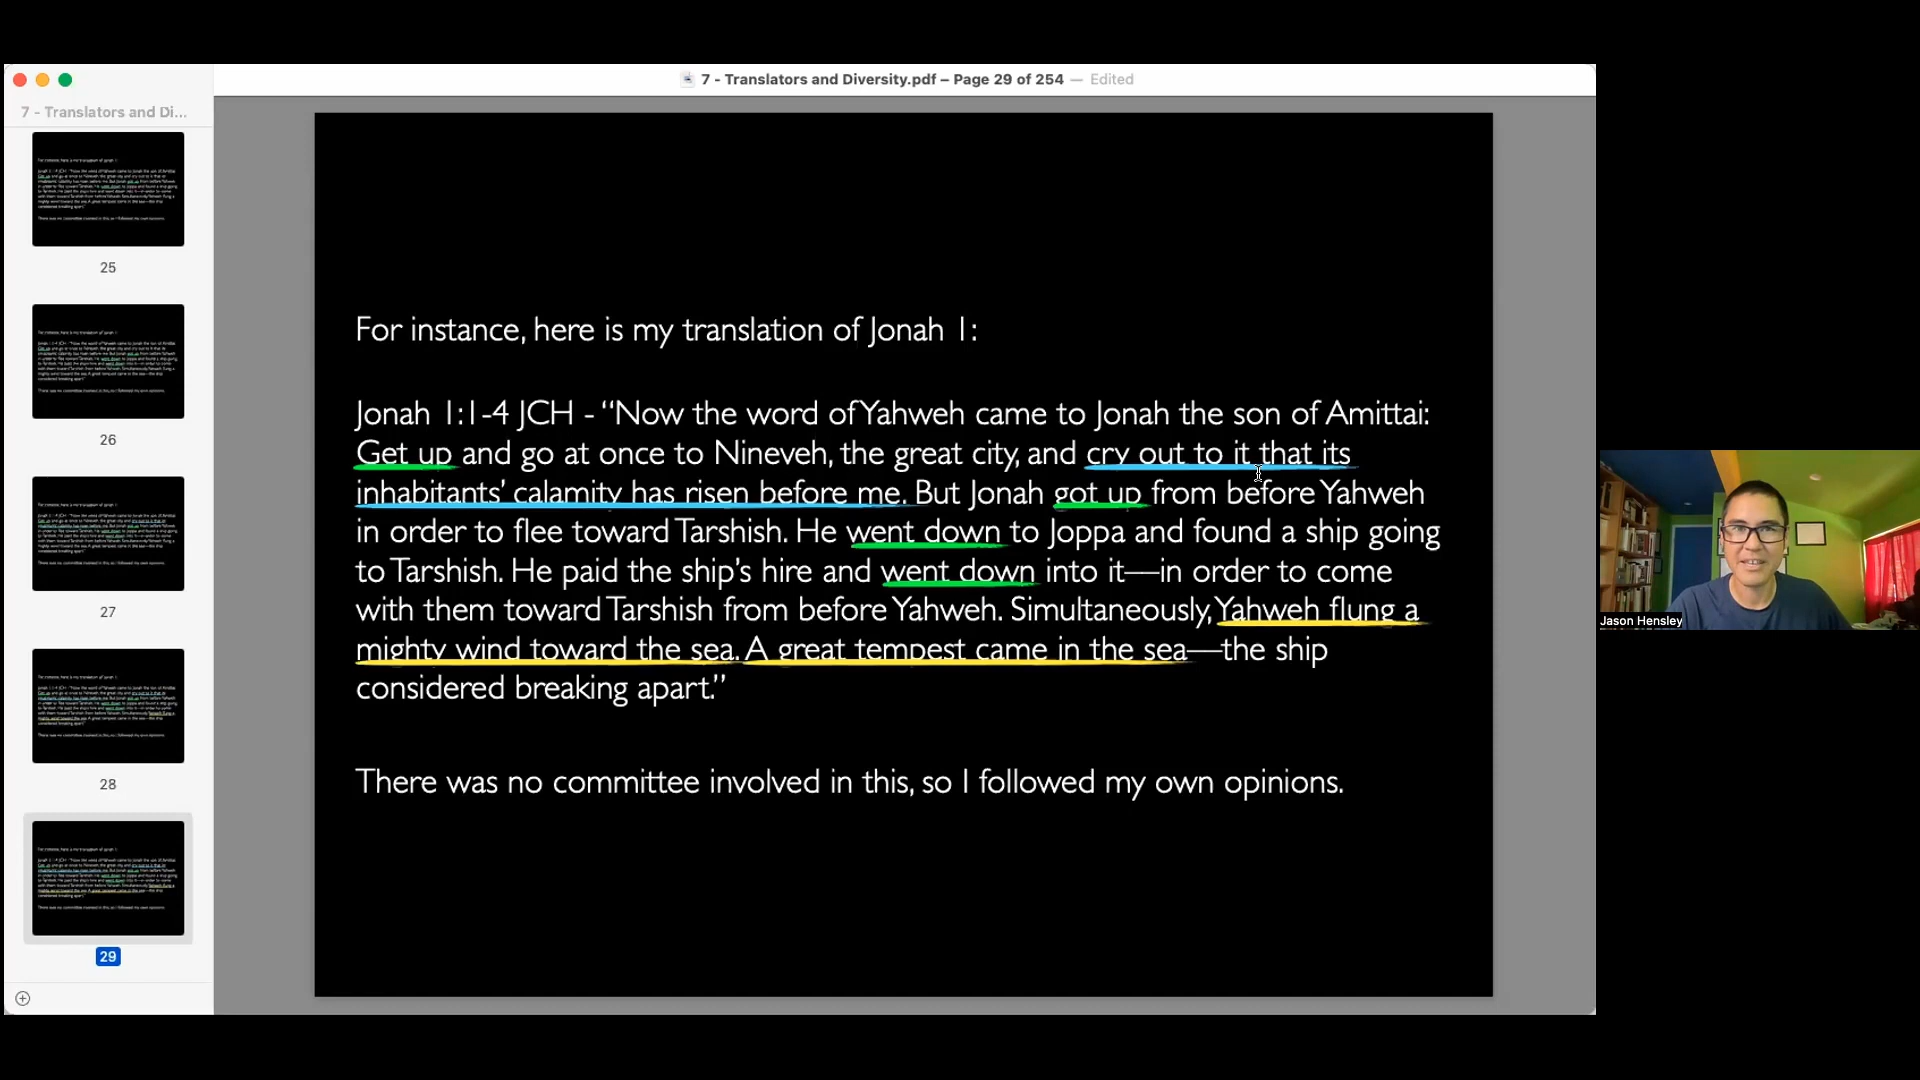 7 - Translators and Diversity.pdf – Page 29 of 254 — Edited
7 - Translators and Di...
25
26
27
28
29
For instance, here is my translation of Jonah 1:
Jonah 1:1-4 JCH - “Now the word of Yahweh came to Jonah the son of Amittai:
Get up and go at once to Nineveh, the great city, and cry out to it that its
inhabitants’ calamity has risen before me. But Jonah got up from before Yahweh
in order to flee toward Tarshish. He went down to Joppa and found a ship going
to Tarshish. He paid the ship’s hire and went down into it—in order to come
with them toward Tarshish from before Yahweh. Simultaneously, Yahweh flung a
mighty wind toward the sea. A great tempest came in the sea—the ship
considered breaking apart.”
There was no committee involved in this, so I followed my own opinions.
Jason Hensley